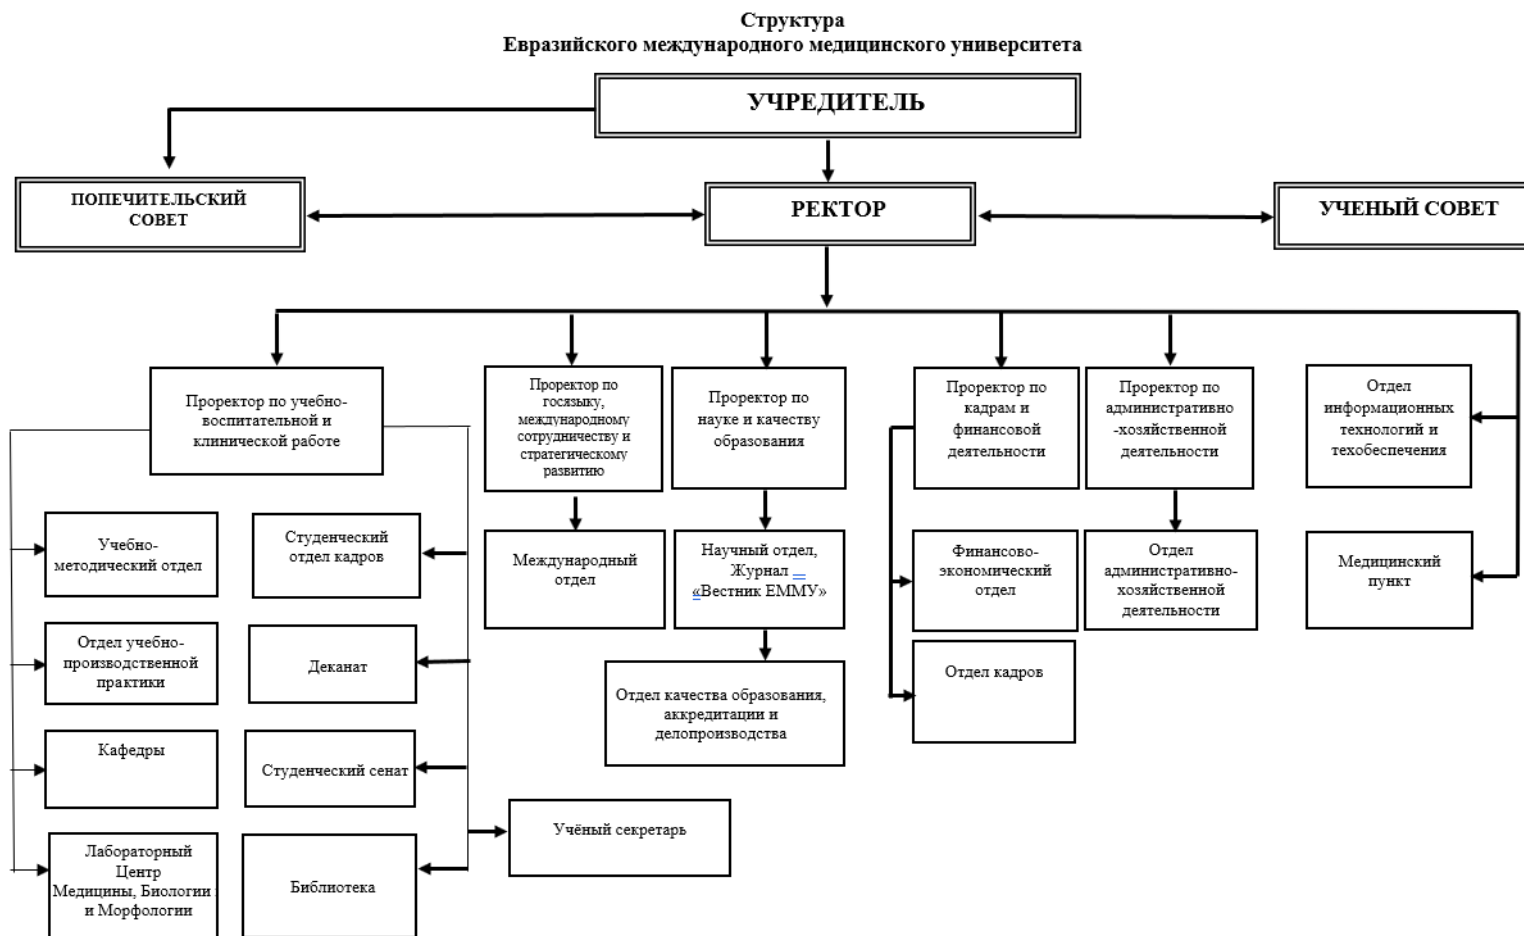 Структура
Евразийского международного медицинского университета
УЧРЕДИТЕЛЬ
ПОПЕЧИТЕЛЬСКИЙ
СОВЕТ
РЕКТОР
УЧЕНЫЙ СОВЕТ
Проректор по учебно-
воспитательной и
клинической работе
Проректор по
госязыку,
международному
сотрудничеству и
стратегическому
развитию
Проректор по
науке и качеству
образования
Проректор по
кадрам и
финансовой
деятельности
Проректор по
административно
-хозяйственной
деятельности
Отдел
информационных
технологий и
техобеспечения
Учебно-
методический отдел
Студенческий
отдел кадров
Международный
отдел
Научный отдел,
Журнал
«Вестник ЕММУ»
Финансово-
экономический
отдел
Отдел
административно-
хозяйственной
деятельности
Медицинский
пункт
Отдел учебно-
производственной
практики
Деканат
Отдел качества образования,
аккредитации и
делопроизводства
Отдел кадров
Кафедры
Студенческий сенат
Учёный секретарь
Лабораторный
Центр
Медицины, Биологии
и Морфологии
Библиотека